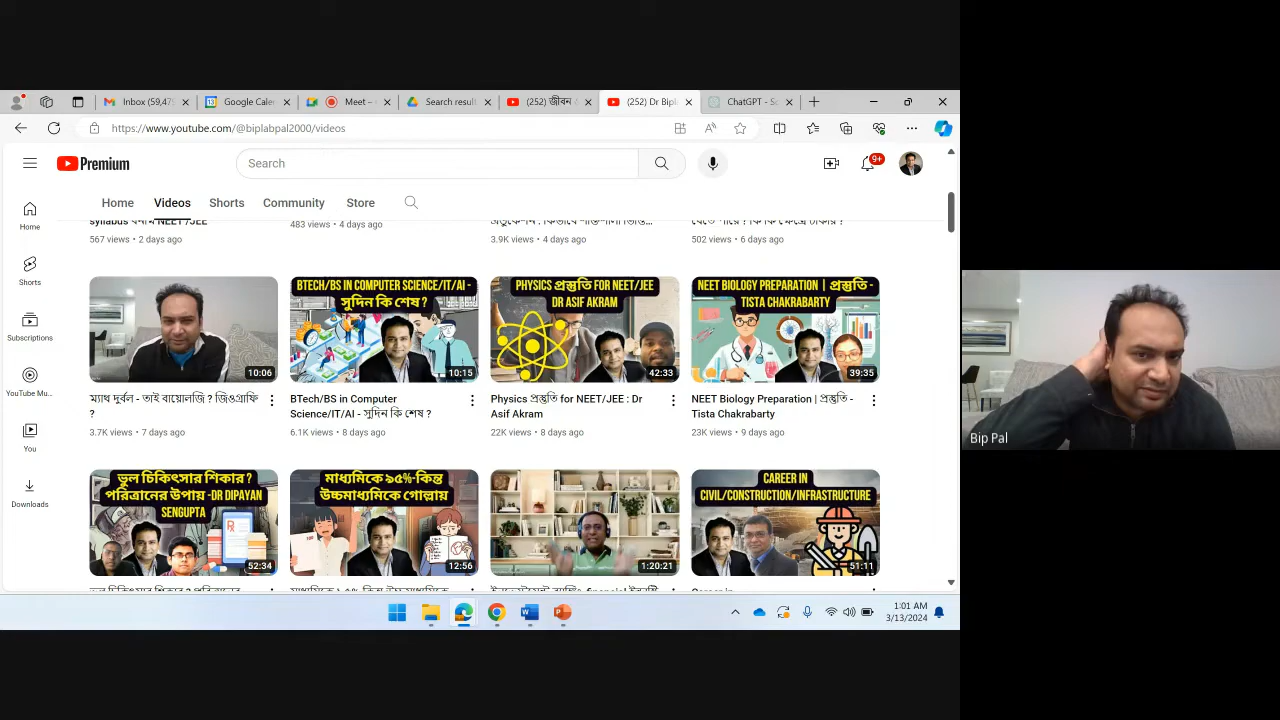 Inbox (59,47
Google Cale
Meet –
Search result
(252) জীবন
(252) Dr Bipl
ChatGPT - Sc
https://www.youtube.com/@biplabpal2000/videos
Premium
Search
9+
Home Videos Shorts Community Store
Home
Shorts
Subscriptions
YouTube Mu...
You
Downloads
NEET /JEE
567 views • 2 days ago
483 views • 4 days ago
3.9K views • 4 days ago
502 views • 6 days ago
10:06
BTECH/BS IN COMPUTER SCIENCE/IT/AI -
সুদিন কি শেষ ?
10:15
PHYSICS প্রস্তুতি FOR NEET/JEE
DR ASIF AKRAM
42:33
NEET BIOLOGY PREPARATION | প্রস্তুতি -
TISTA CHAKRABARTY
39:35
ম্যাথ দুর্বল - তাই বায়োলজি ? জিওগ্রাফি
?
3.7K views • 7 days ago
BTech/BS in Computer
Science/IT/AI - সুদিন কি শেষ ?
6.1K views • 8 days ago
Physics প্রস্তুতি for NEET/JEE : Dr
Asif Akram
22K views • 8 days ago
NEET Biology Preparation | প্রস্তুতি -
Tista Chakrabarty
23K views • 9 days ago
ভুল চিকিৎসার শিকার ?
পরিত্রানের উপায় -DR DIPAYAN
SENGUPTA
52:34
মাধ্যমিকে ৯৫%-কিন্ত
উচ্চমাধ্যমিকে গোল্লায়
12:56
1:20:21
CAREER IN
CIVIL/CONSTRUCTION/INFRASTRUCTURE
51:11
Bip Pal
1:01 AM
3/13/2024